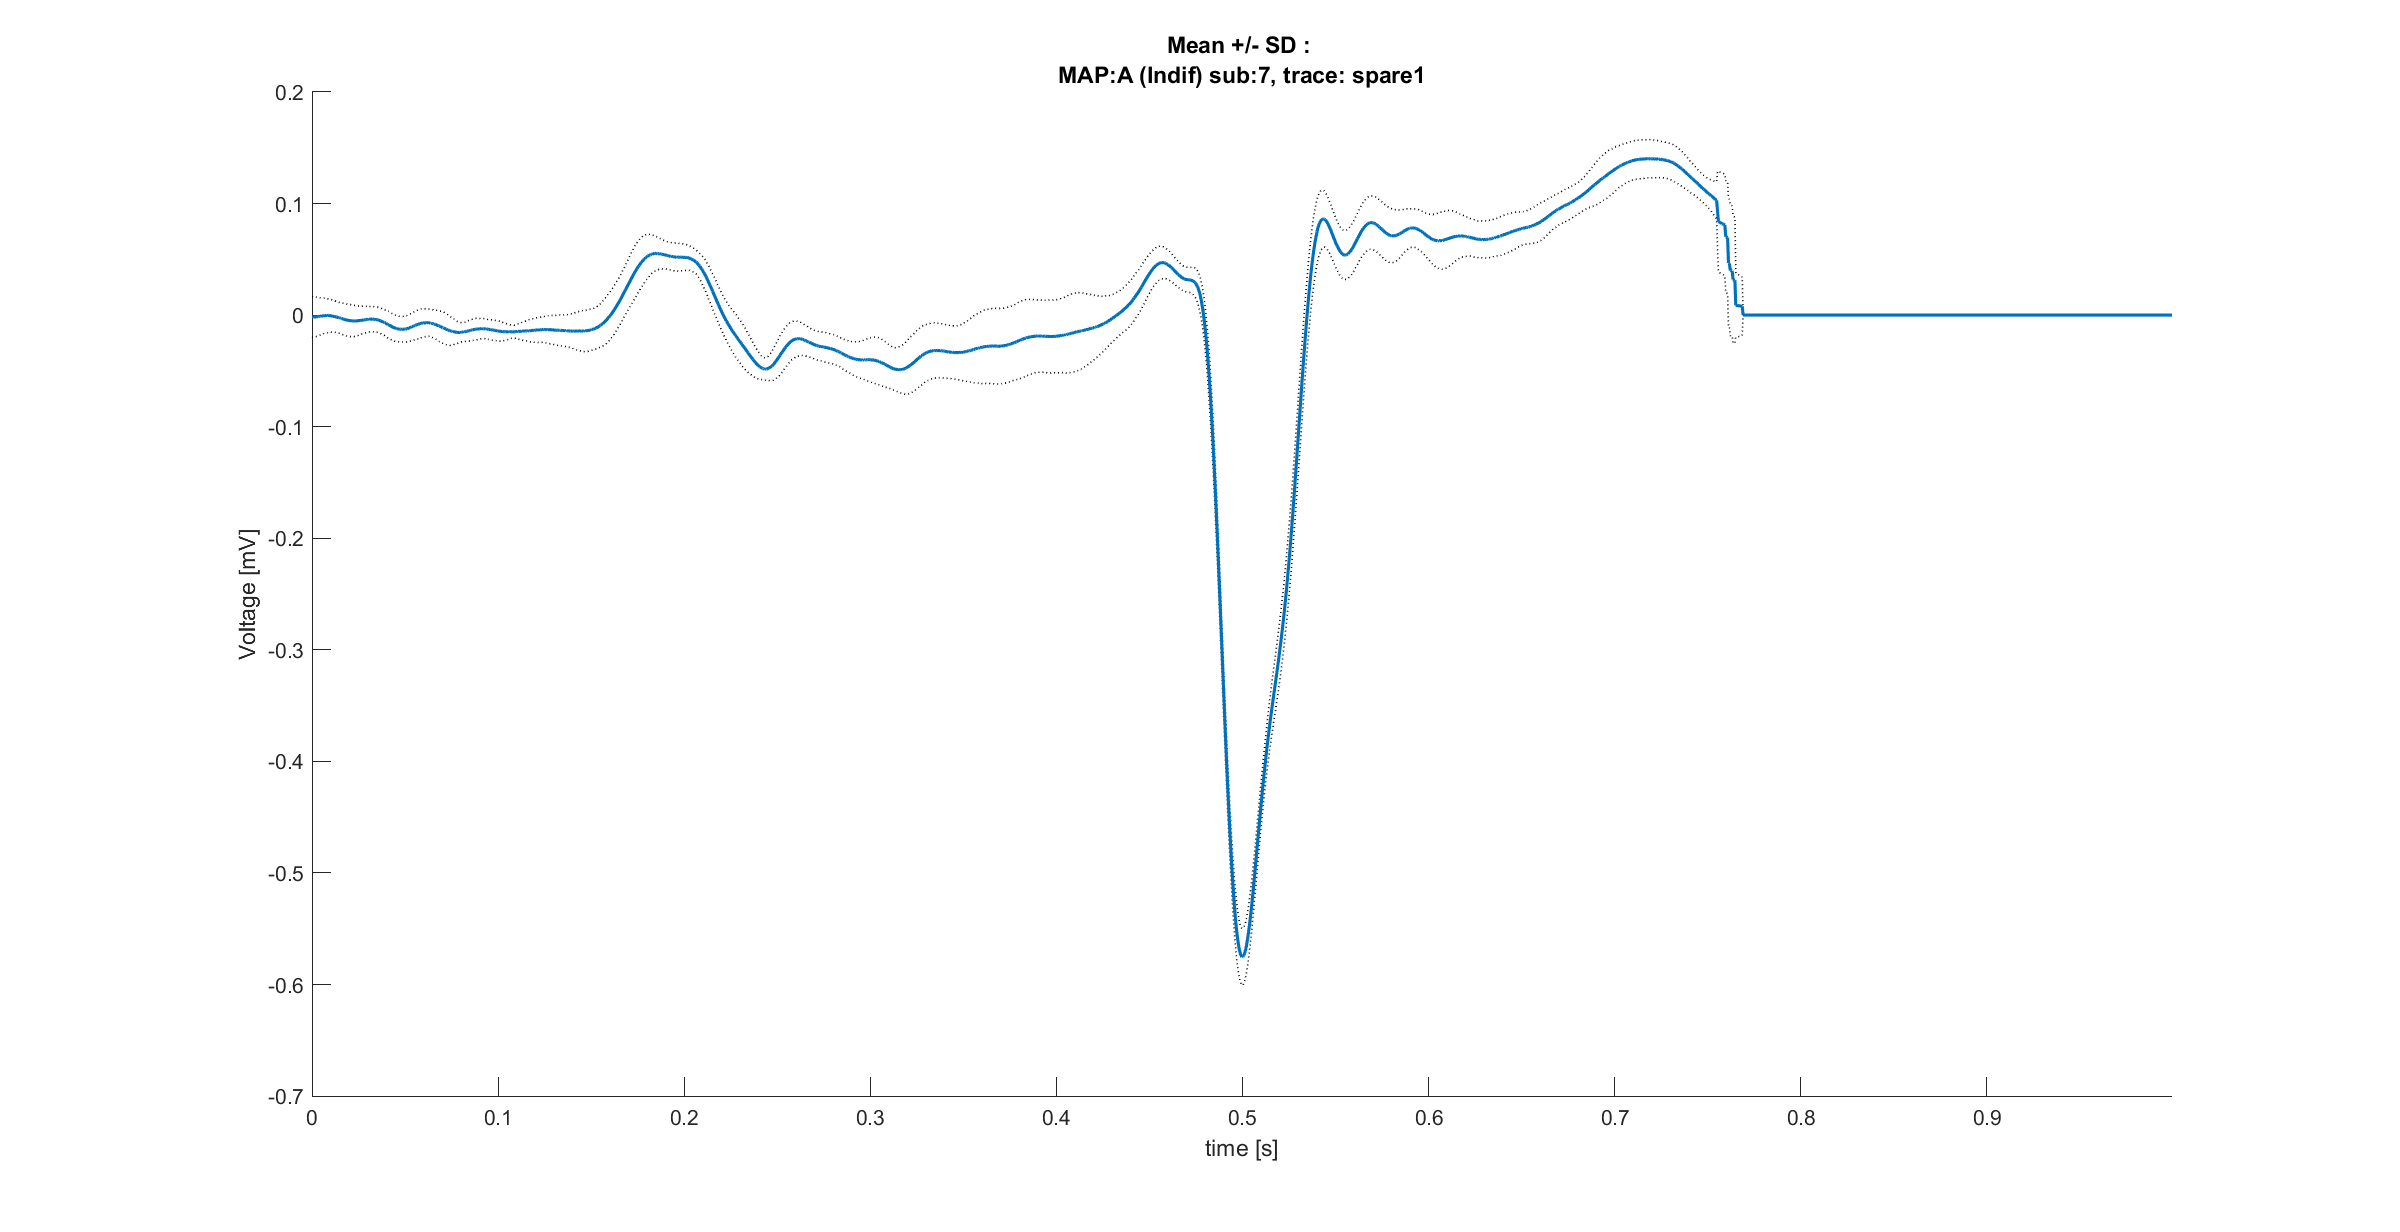 Mean +/- SD :
MAP:A (Indif) sub:7, trace: spare1
0.2
0.1
0
-0.1
-0.2
-0.3
-0.4
-0.5
-0.6
-0.7
Voltage [mV]
0 0.1 0.2 0.3 0.4 0.5 0.6 0.7 0.8 0.9
time [s]